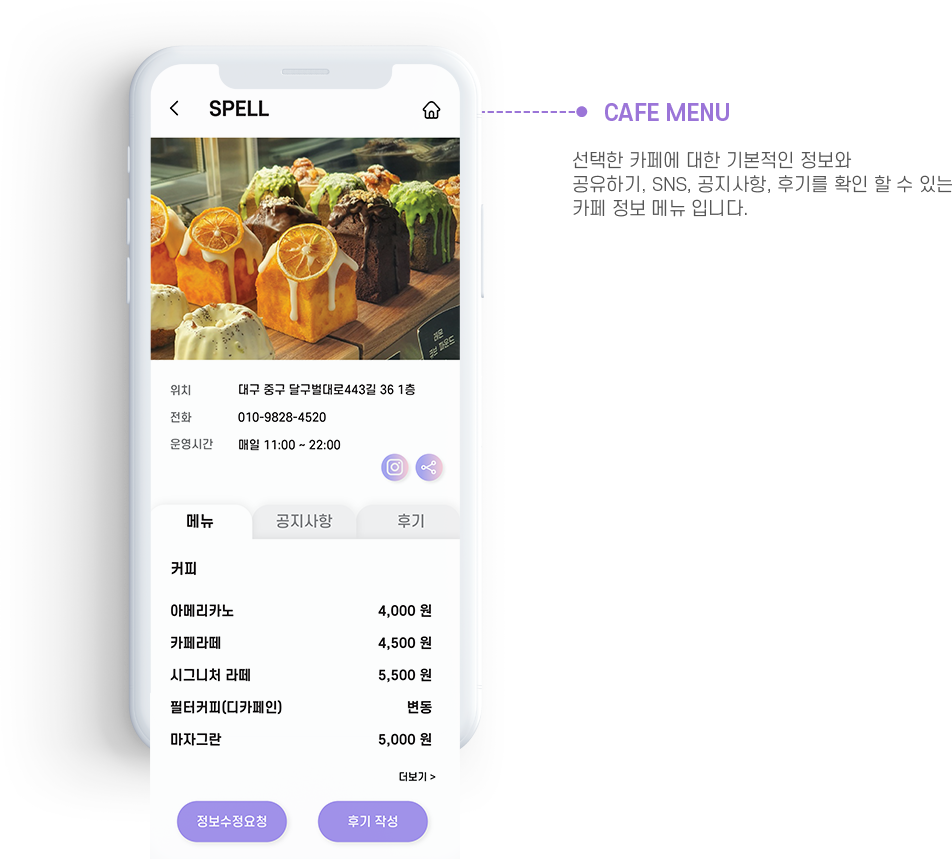 SPELL
CAFE MENU
선택한 카페에 대한 기본적인 정보와
공유하기, SNS, 공지사항, 후기를 확인 할 수 있는
카페 정보 메뉴 입니다.
레몬
위치 대구 중구 달구벌대로443길 36 1층
전화 010-9828-4520
운영시간 매일 11:00 ~ 22:00
메뉴 공지사항 후기
커피
아메리카노 4,000 원
카페라떼 4,500 원
시그니처 라떼 5,500 원
필터커피(디카페인) 변동
마자그란 5,000 원
더보기 >
정보수정요청 후기 작성